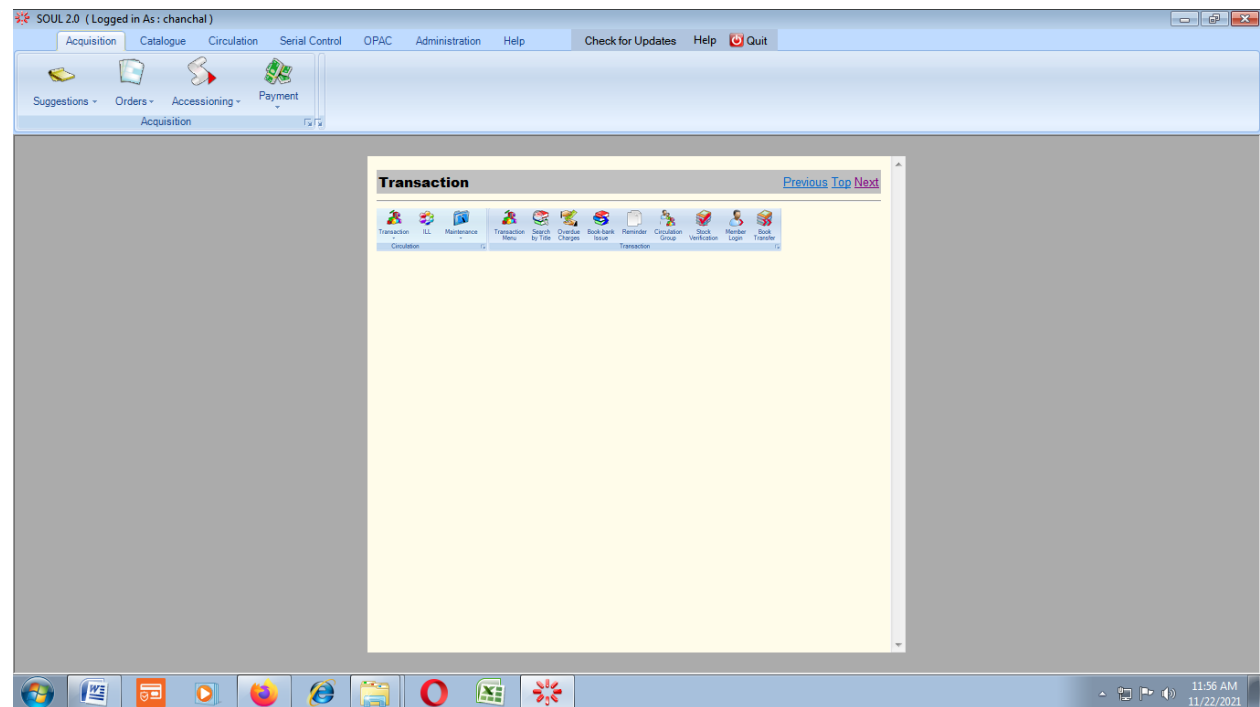 SOUL 2.0 ( Logged in As : chanchal )
Acquisition Catalogue Circulation Serial Control OPAC Administration Help Check for Updates Help Quit
Suggestions Orders Accessioning Payment
Acquisition
Transaction Previous Top Next
Transaction ILL Maintenance Transaction Search Overdue Book-bank Reminder Circulation Stock Member Book
Menu by Title Charges Issue Group Verification Login Transfer
Circulation Transaction
11:56 AM
11/22/2021